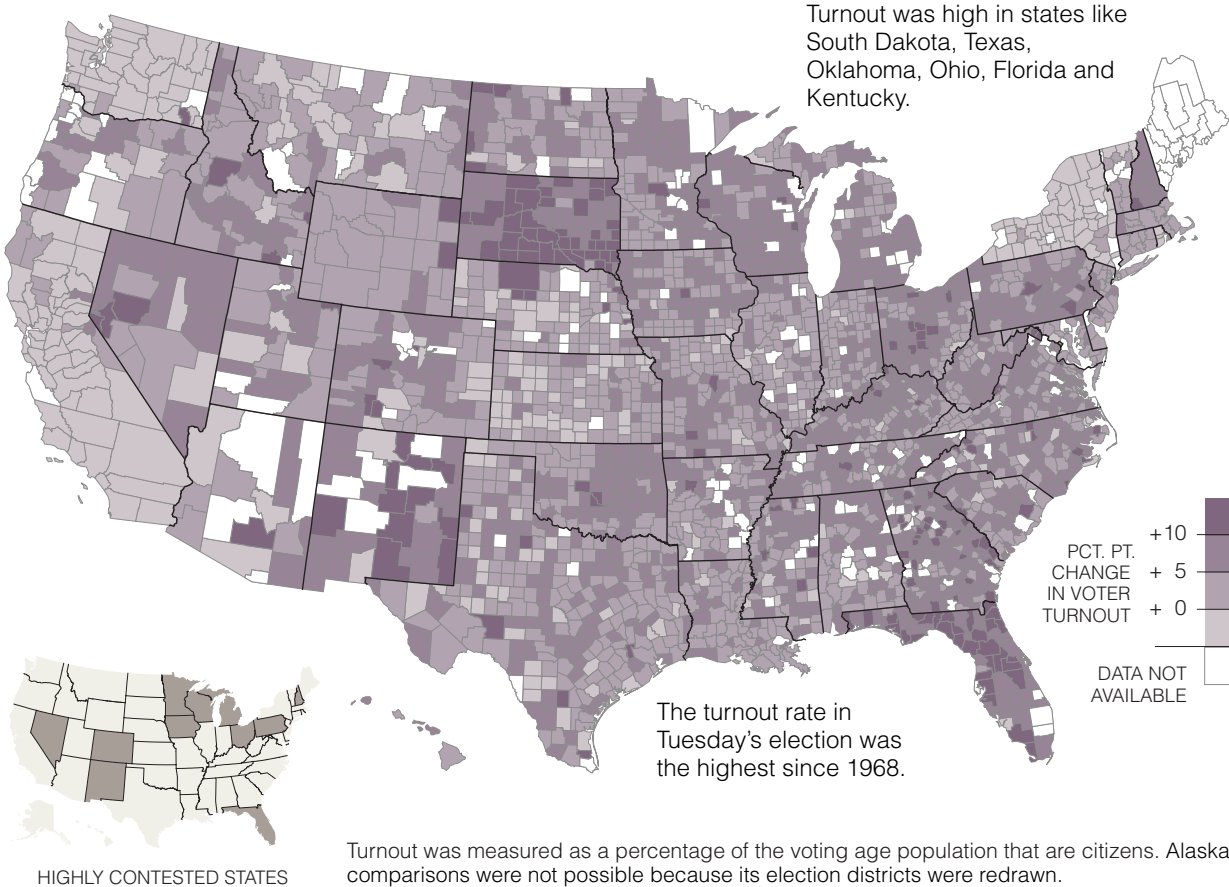 Turnout was high in states like
South Dakota, Texas,
Oklahoma, Ohio, Florida and
Kentucky.
+10
+ 5
+ 0
PCT. PT.
CHANGE
IN VOTER
TURNOUT
DATA NOT
AVAILABLE
The turnout rate in
Tuesday’s election was
the highest since 1968.
HIGHLY CONTESTED STATES
Turnout was measured as a percentage of the voting age population that are citizens. Alaska
comparisons were not possible because its election districts were redrawn.